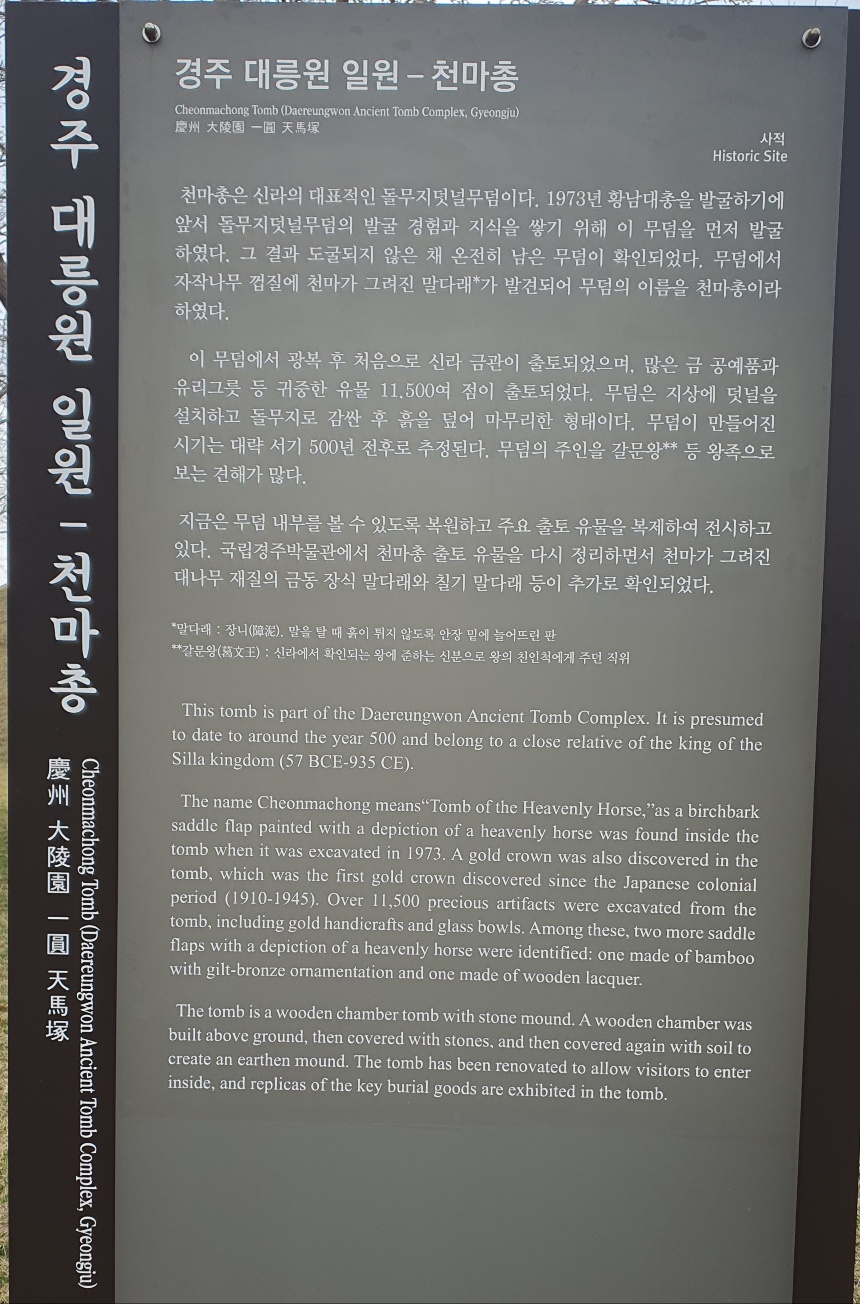 경주 대릉원 일원 – 천마총
慶州 大陵園 一圓 天馬塚
Cheonmachong Tomb (Daereungwon Ancient Tomb Complex, Gyeongju)
경주 대릉원 일원 – 천마총
Cheonmachong Tomb (Daereungwon Ancient Tomb Complex, Gyeongju)
慶州 大陵園 一圓 天馬塚
사적
Historic Site
천마총은 신라의 대표적인 돌무지덧널무덤이다. 1973년 황남대총을 발굴하기에
앞서 돌무지덧널무덤의 발굴 경험과 지식을 쌓기 위해 이 무덤을 먼저 발굴
하였다. 그 결과 도굴되지 않은 채 온전히 남은 무덤이 확인되었다. 무덤에서
자작나무 껍질에 천마가 그려진 말다래*가 발견되어 무덤의 이름을 천마총이라
하였다.
이 무덤에서 광복 후 처음으로 신라 금관이 출토되었으며, 많은 금 공예품과
유리그릇 등 귀중한 유물 11.500여 점이 출토되었다. 무덤은 지상에 덧널을
설치하고 돌무지로 감싼 후 흙을 덮어 마무리한 형태이다. 무덤이 만들어진
시기는 대략 서기 500년 전후로 추정된다. 무덤의 주인을 갈문왕** 등 왕족으로
보는 견해가 많다.
지금은 무덤 내부를 볼 수 있도록 복원하고 주요 출토 유물을 복제하여 전시하고
있다. 국립경주박물관에서 천마총 출토 유물을 다시 정리하면서 천마가 그려진
대나무 재질의 금동 장식 말다래와 칠기 말다래 등이 추가로 확인되었다.
*말다래 : 장니(障泥). 말을 탈 때 흙이 튀지 않도록 안장 밑에 늘어뜨린 판
**갈문왕(葛文王) : 신라에서 확인되는 왕에 준하는 신분으로 왕의 친인척에게 주던 직위
This tomb is part of the Daereungwon Ancient Tomb Complex. It is presumed
to date to around the year 500 and belong to a close relative of the king of the
Silla kingdom (57 BCE-935 CE).
The name Cheonmachong means“Tomb of the Heavenly Horse,”as a birchbark
saddle flap painted with a depiction of a heavenly horse was found inside the
tomb when it was excavated in 1973. A gold crown was also discovered in the
tomb, which was the first gold crown discovered since the Japanese colonial
period (1910-1945). Over 11,500 precious artifacts were excavated from the
tomb, including gold handicrafts and glass bowls. Among these, two more saddle
flaps with a depiction of a heavenly horse were identified: one made of bamboo
with gilt-bronze ornamentation and one made of wooden lacquer.
The tomb is a wooden chamber tomb with stone mound. A wooden chamber was
built above ground, then covered with stones, and then covered again with soil to
create an earthen mound. The tomb has been renovated to allow visitors to enter
inside, and replicas of the key burial goods are exhibited in the tomb.